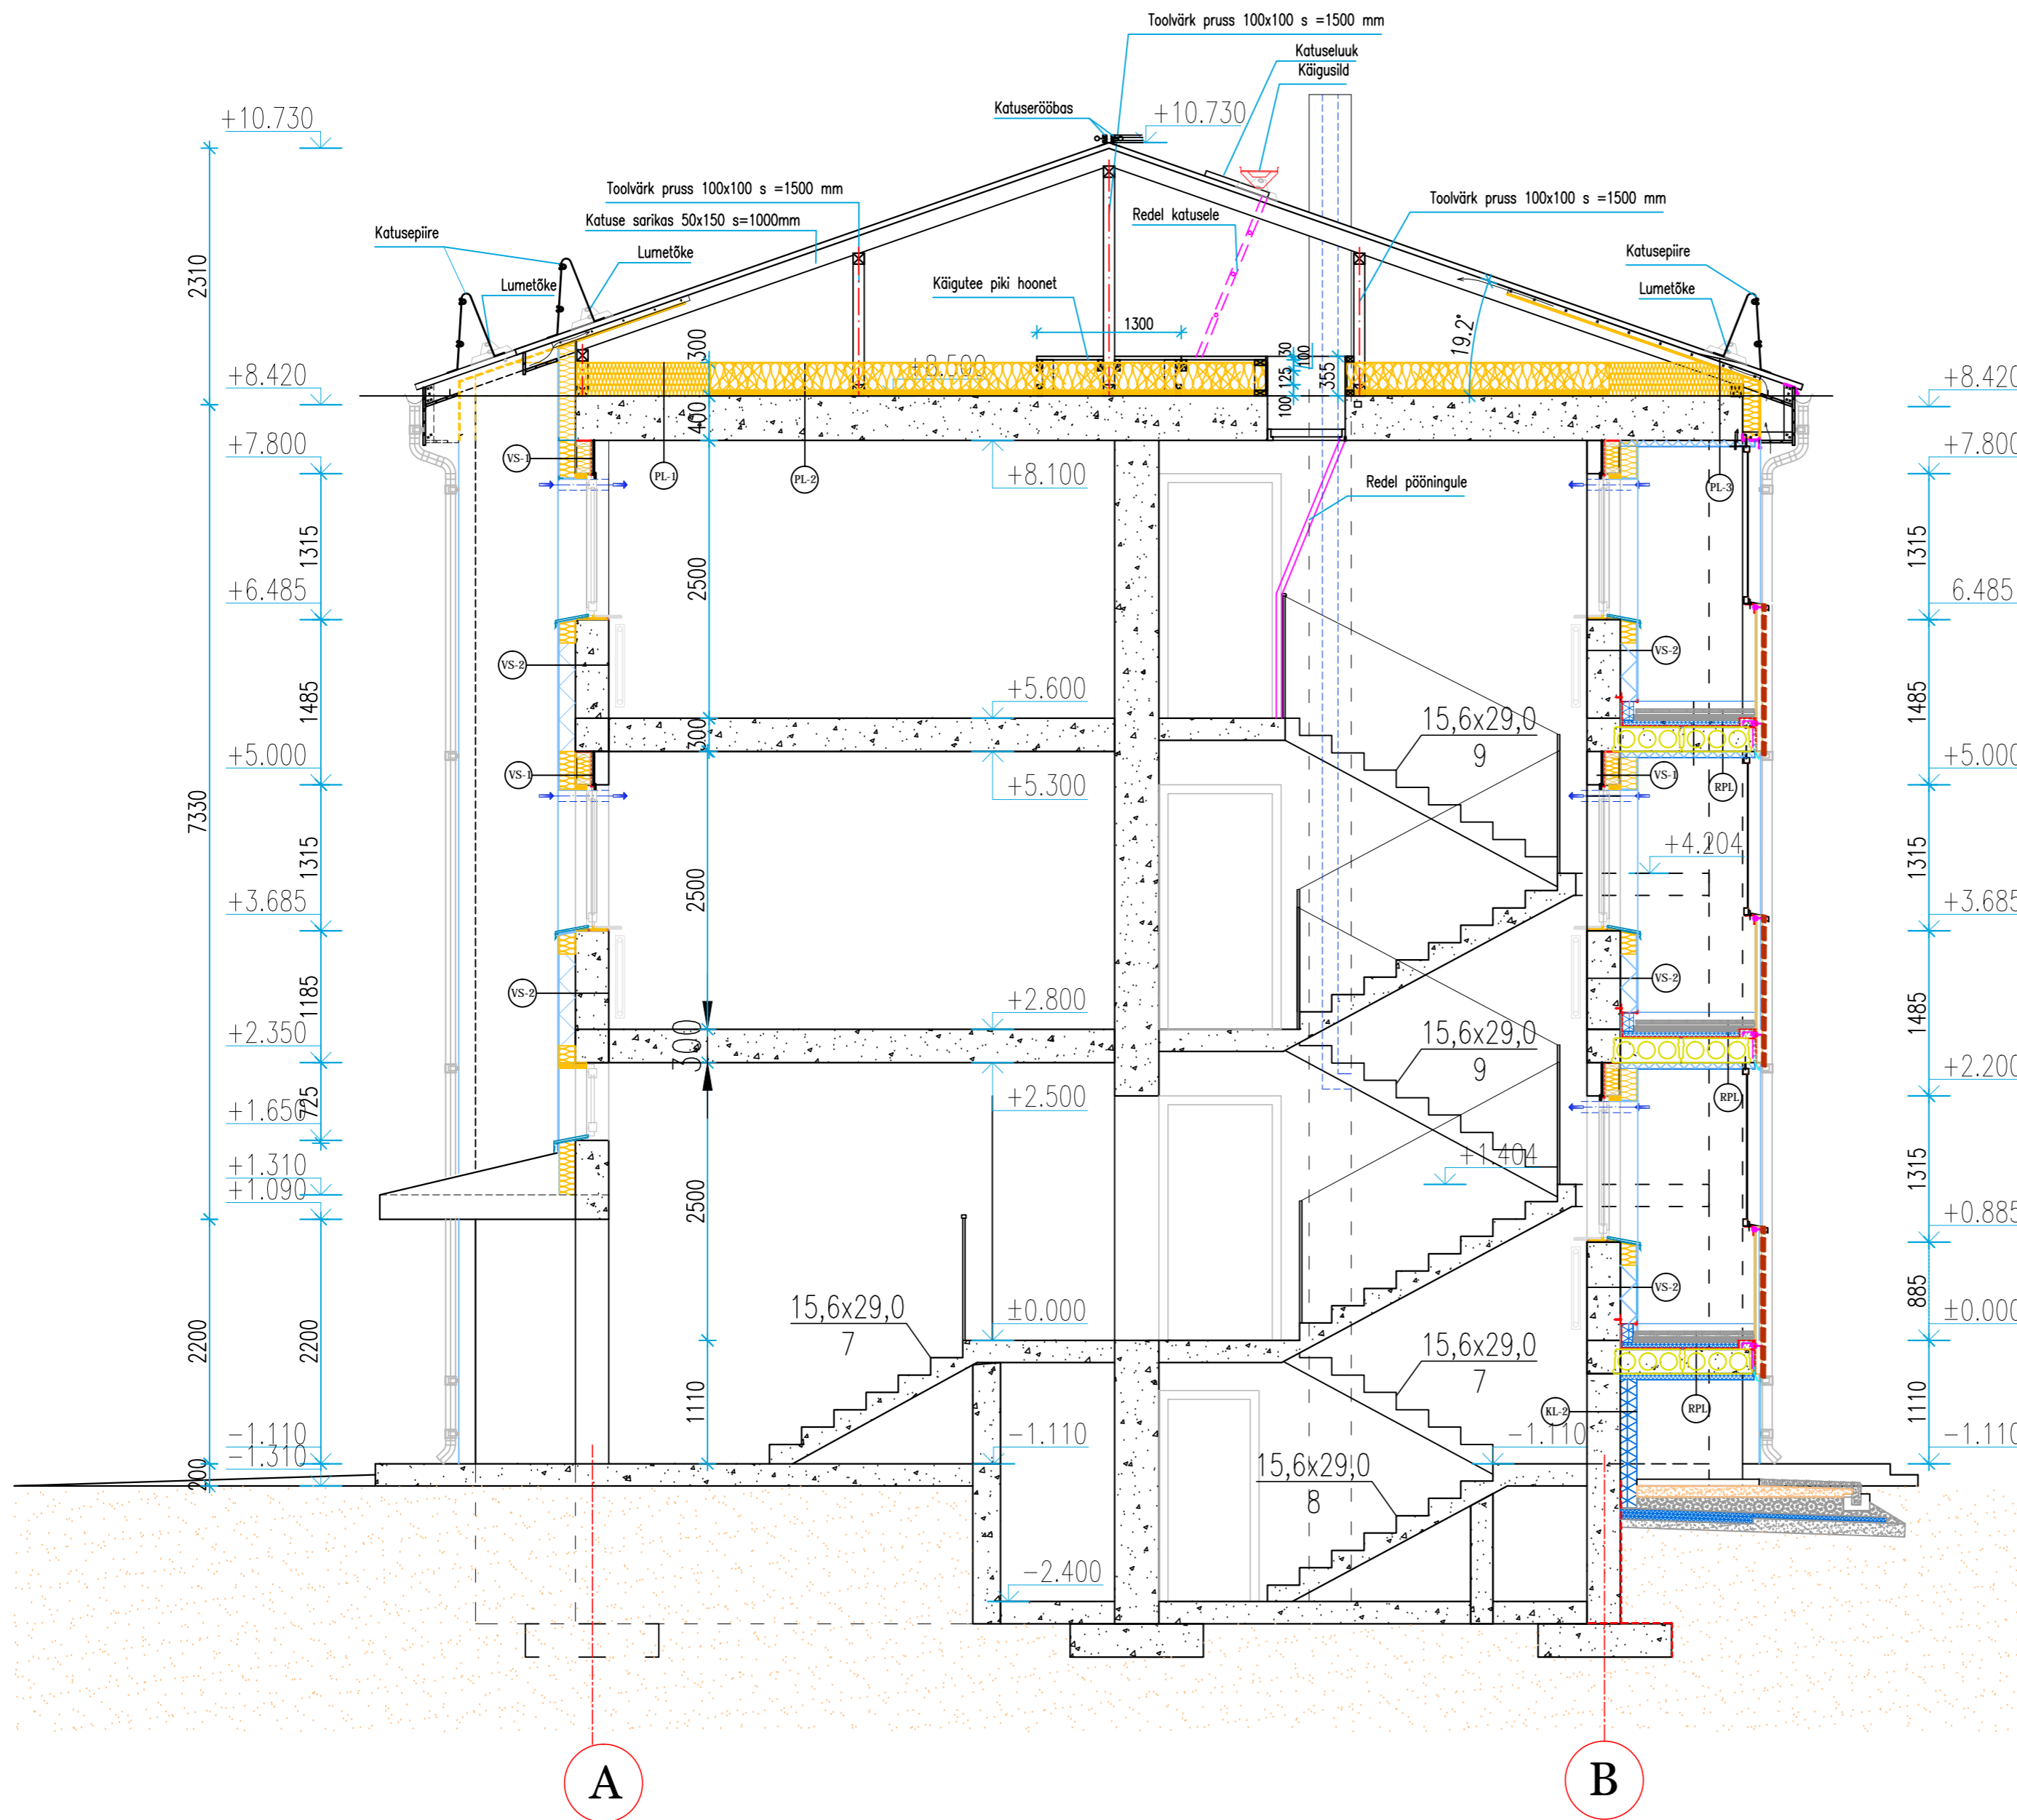 Toolvärk pruss 100x100 s =1500 mm
Katuseluuk
Käigusild
Katuserööbas
+10.730
+10.730
Toolvärk pruss 100x100 s =1500 mm
Katuse sarikas 50x150 s=1000mm
Redel katusele
Toolvärk pruss 100x100 s =1500 mm
Katusepiire
Lumetõke
Lumetõke
Käigutee piki hoonet
Katusepiire
Lumetõke
2310
1300
19.2°
300
30
100
125
100
355
+8.500
+8.420
+8.420
400
+7.800
+7.800
VS-1
PL-1
PL-2
+8.100
Redel pööningule
PL-3
1315
2500
1315
+6.485
6.485
VS-2
VS-2
1485
+5.600
15,6x29,0
9
1485
300
+5.000
VS-1
+5.300
VS-1
RPL
+5.000
7330
1315
+4.204
1315
2500
+3.685
+3.685
VS-2
VS-2
1185
+2.800
1485
300
+2.350
15,6x29,0
9
RPL
+2.200
725
+1.650
+2.500
+1.310
+1.404
1315
+1.090
2500
+0.885
VS-2
885
15,6x29,0
7
±0.000
±0.000
2200
2200
15,6x29,0
7
1110
KL-2
RPL
1110
-1.110
-1.110
-1.110
-1.110
-1.310
200
15,6x29,0
8
-2.400
A
B